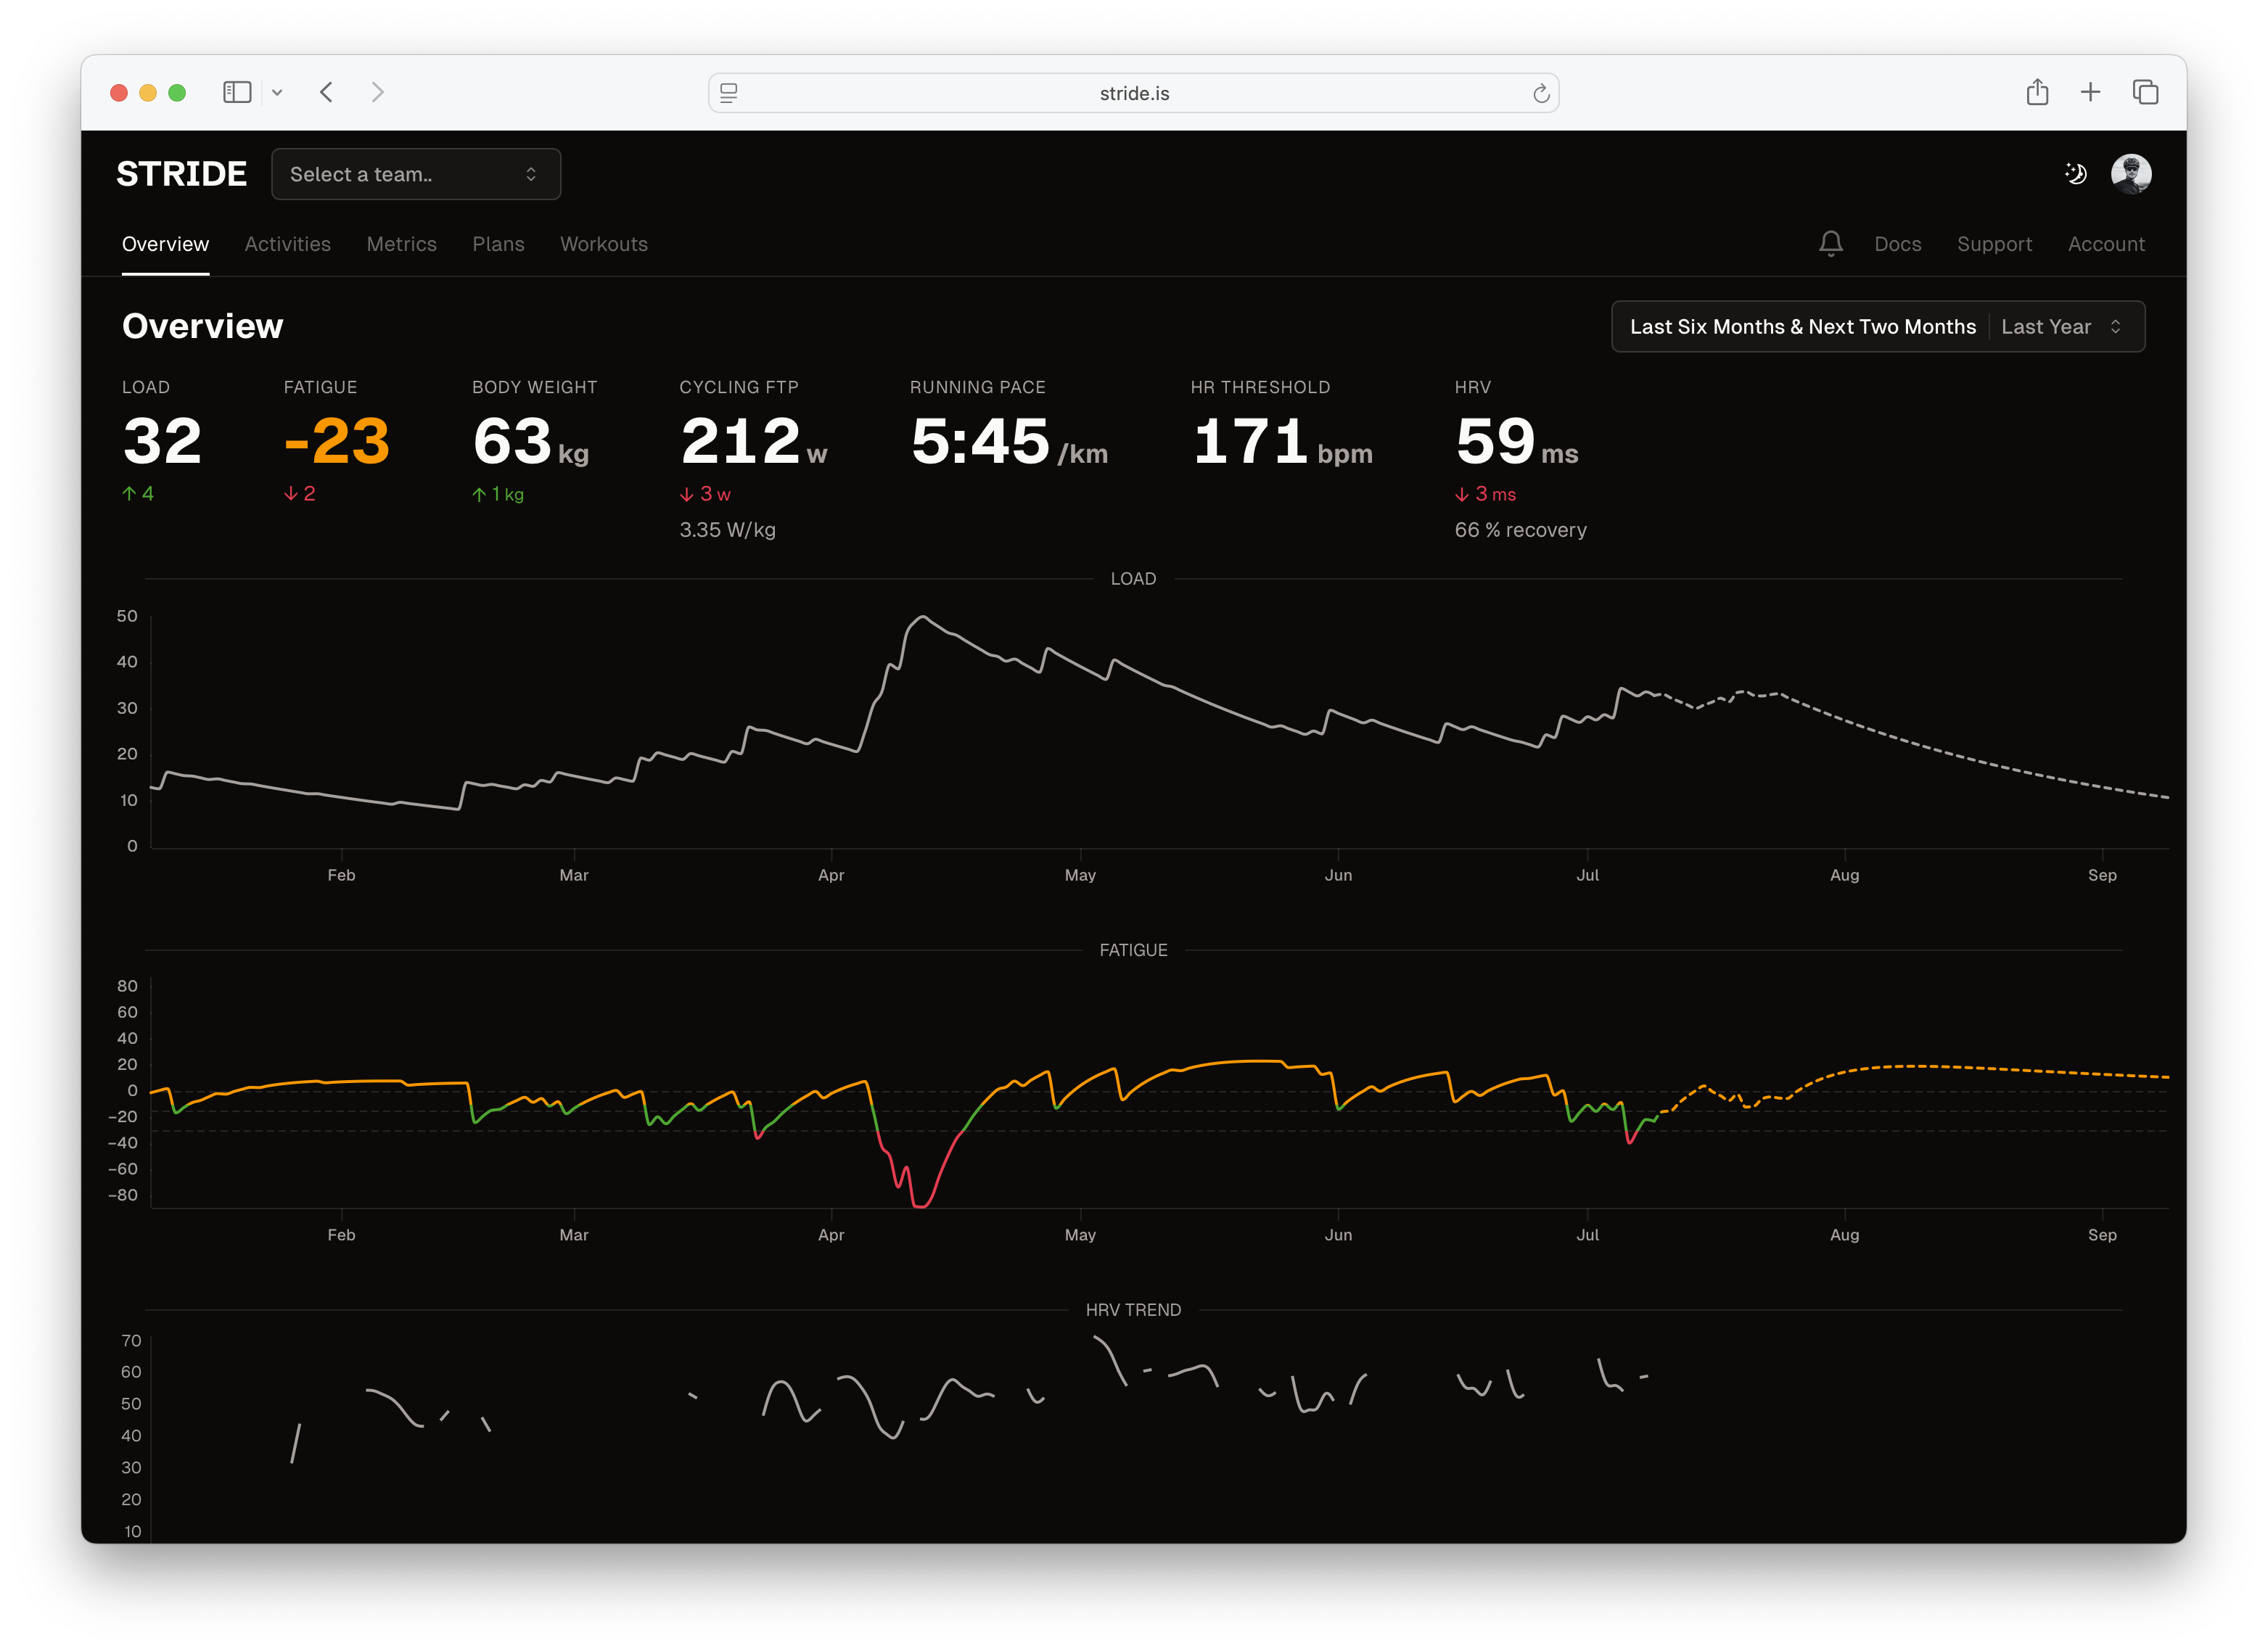 stride.is
STRIDE
Select a team..
Overview Activities Metrics Plans Workouts Docs Support Account
Overview
Last Six Months & Next Two Months Last Year
LOAD FATIGUE BODY WEIGHT CYCLING FTP RUNNING PACE HR THRESHOLD HRV
32 -23 63 kg 212 w 5:45 /km 171 bpm 59 ms
↑ 4 ↓ 2 ↑ 1 kg ↓ 3 w ↓ 3 ms
3.35 W/kg 66 % recovery
LOAD
50
40
30
20
10
0
Feb Mar Apr May Jun Jul Aug Sep
FATIGUE
80
60
40
20
0
−20
−40
−60
−80
Feb Mar Apr May Jun Jul Aug Sep
HRV TREND
70
60
50
40
30
20
10